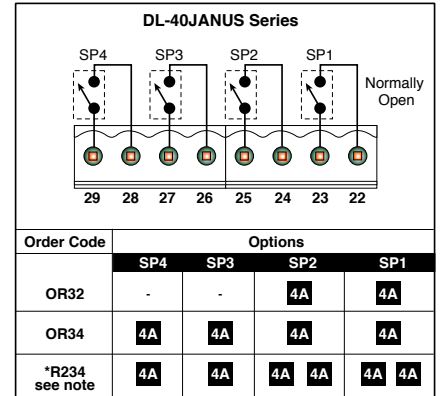 DL-40JANUS Series
SP4 SP3 SP2 SP1
Normally
Open
29 28 27 26 25 24 23 22
Order Code Options
SP4 SP3 SP2 SP1
OR32 - - 4A 4A
OR34 4A 4A 4A 4A
*R234 4A 4A 4A 4A 4A 4A
see note